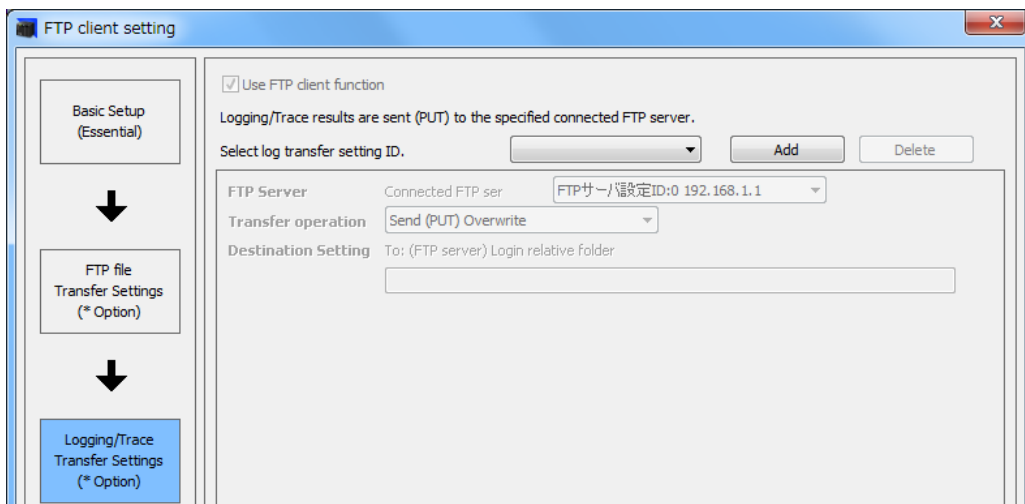 FTP client setting
Basic Setup
(Essential)
FTP file
Transfer Settings
(* Option)
Logging/Trace
Transfer Settings
(* Option)
Use FTP client function
Logging/Trace results are sent (PUT) to the specified connected FTP server.
Select log transfer setting ID.
Add
Delete
FTP Server
Connected FTP ser
FTPサーバ設定ID:0 192.168.1.1
Transfer operation
Send (PUT) Overwrite
Destination Setting
To: (FTP server) Login relative folder